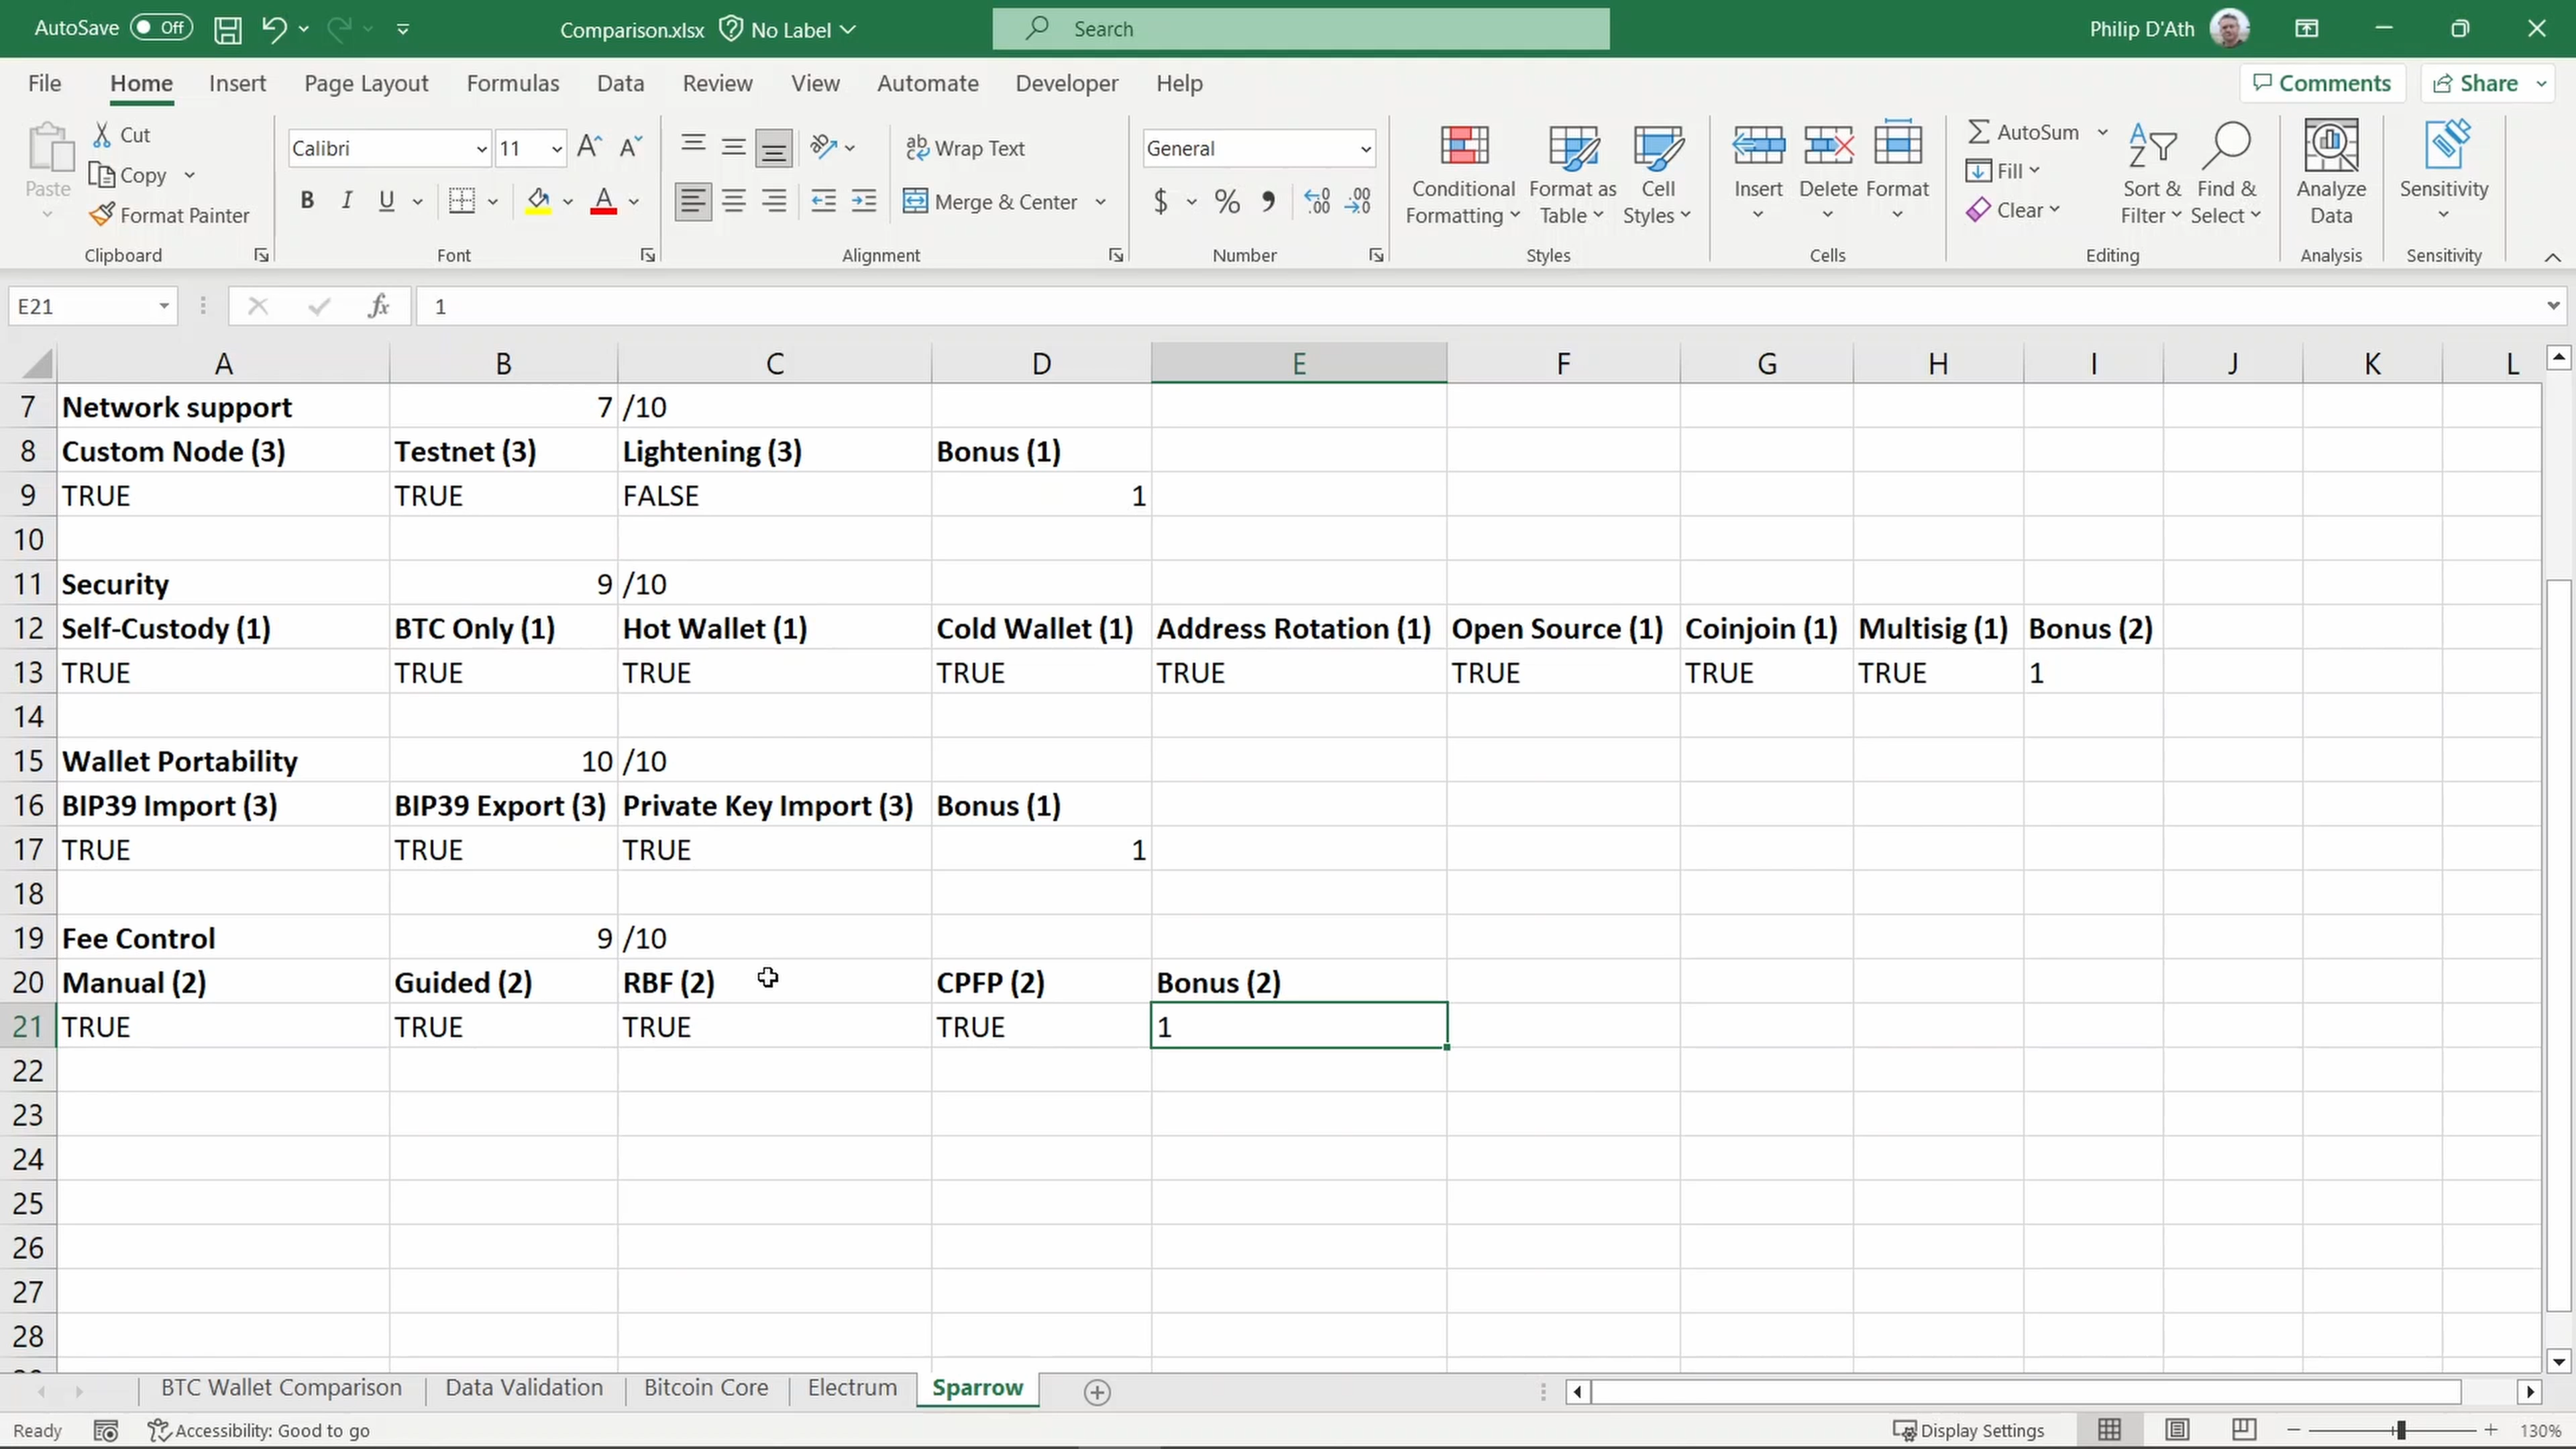 AutoSave Off Comparison.xlsx No Label Search Philip D'Ath
File Home Insert Page Layout Formulas Data Review View Automate Developer Help Comments Share
Paste Cut Copy Format Painter Clipboard
Calibri 11 B I U A Font
Wrap Text Merge & Center Alignment
General $ % Number
Conditional Formatting Format as Table Cell Styles Styles
Insert Delete Format Cells
AutoSum Fill Clear Sort & Filter Find & Select Editing
Analyze Data Analysis
Sensitivity Sensitivity
E21 fx 1
A B C D E F G H I J K L
7 Network support 7 /10
8 Custom Node (3) Testnet (3) Lightening (3) Bonus (1)
9 TRUE TRUE FALSE 1
10
11 Security 9 /10
12 Self-Custody (1) BTC Only (1) Hot Wallet (1) Cold Wallet (1) Address Rotation (1) Open Source (1) Coinjoin (1) Multisig (1) Bonus (2)
13 TRUE TRUE TRUE TRUE TRUE TRUE TRUE TRUE 1
14
15 Wallet Portability 10 /10
16 BIP39 Import (3) BIP39 Export (3) Private Key Import (3) Bonus (1)
17 TRUE TRUE TRUE 1
18
19 Fee Control 9 /10
20 Manual (2) Guided (2) RBF (2) CPFP (2) Bonus (2)
21 TRUE TRUE TRUE TRUE 1
22
23
24
25
26
27
28
BTC Wallet Comparison Data Validation Bitcoin Core Electrum Sparrow
Ready Accessibility: Good to go Display Settings 130%